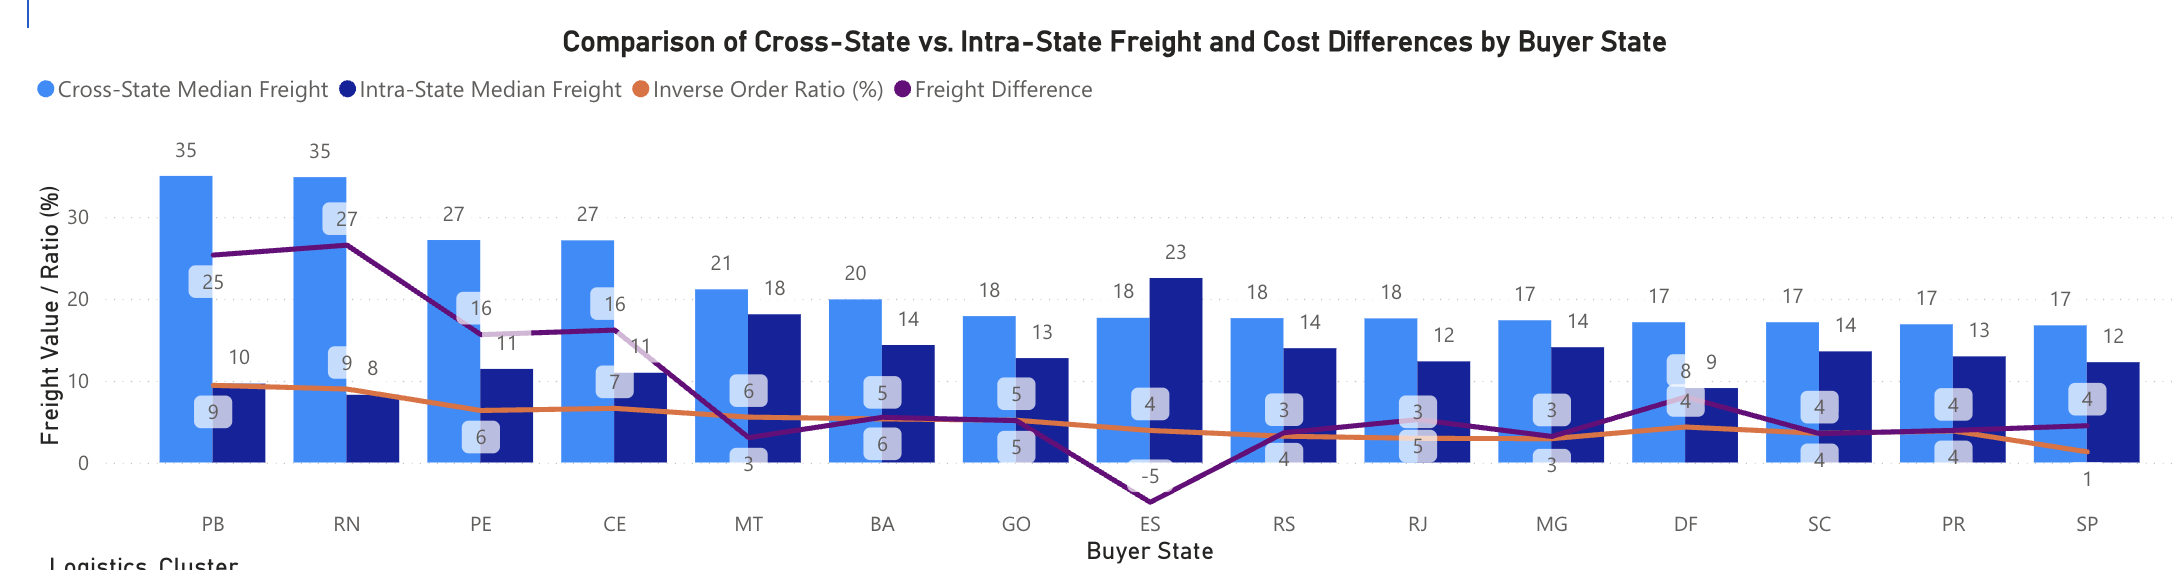 Comparison of Cross-State vs. Intra-State Freight and Cost Differences by Buyer State
Cross-State Median Freight Intra-State Median Freight Inverse Order Ratio (%) Freight Difference
Freight Value / Ratio (%)
30
20
10
0
35 10 25 9
35 8 27 9
27 11 16 6
27 11 16 7
21 18 6 3
20 14 5 6
18 13 5 5
18 23 4 -5
18 14 3 4
18 12 3 5
17 14 3 3
17 9 8 4
17 14 4 4
17 13 4 4
17 12 4 1
PB RN PE CE MT BA GO ES RS RJ MG DF SC PR SP
Buyer State
Logistics Cluster